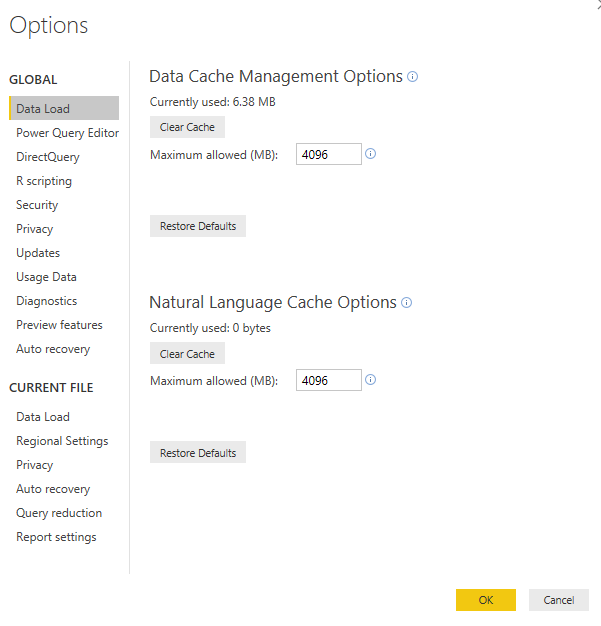 Options
GLOBAL
Data Load
Power Query Editor
DirectQuery
R scripting
Security
Privacy
Updates
Usage Data
Diagnostics
Preview features
Auto recovery
CURRENT FILE
Data Load
Regional Settings
Privacy
Auto recovery
Query reduction
Report settings
Data Cache Management Options
Currently used: 6.38 MB
Clear Cache
Maximum allowed (MB): 4096
Restore Defaults
Natural Language Cache Options
Currently used: 0 bytes
Clear Cache
Maximum allowed (MB): 4096
Restore Defaults
OK Cancel